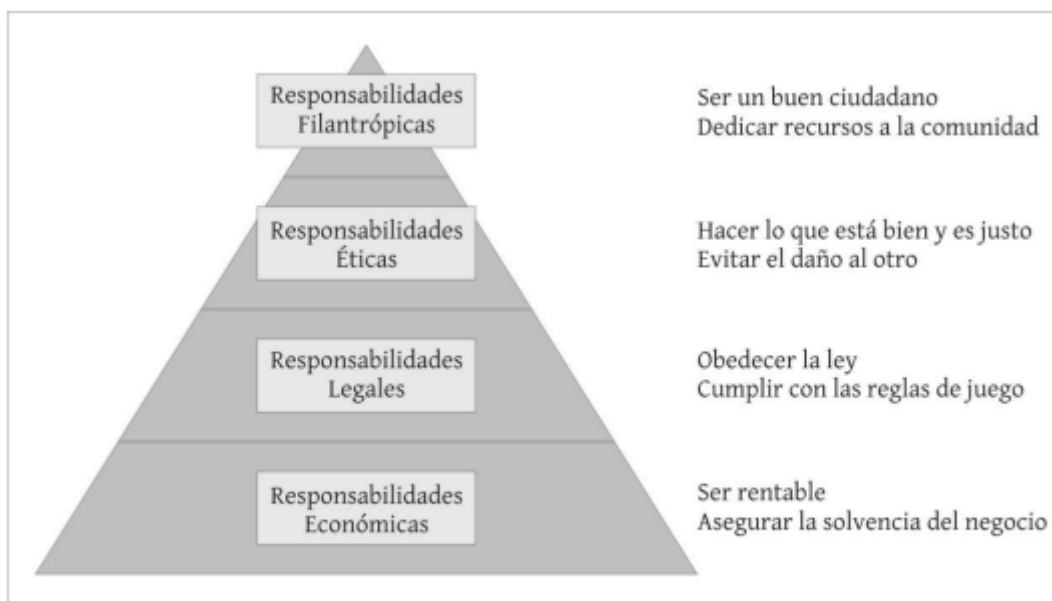 Responsabilidades
Filantrópicas
Ser un buen ciudadano
Dedicar recursos a la comunidad
Responsabilidades
Éticas
Hacer lo que está bien y es justo
Evitar el daño al otro
Responsabilidades
Legales
Obedecer la ley
Cumplir con las reglas de juego
Responsabilidades
Económicas
Ser rentable
Asegurar la solvencia del negocio